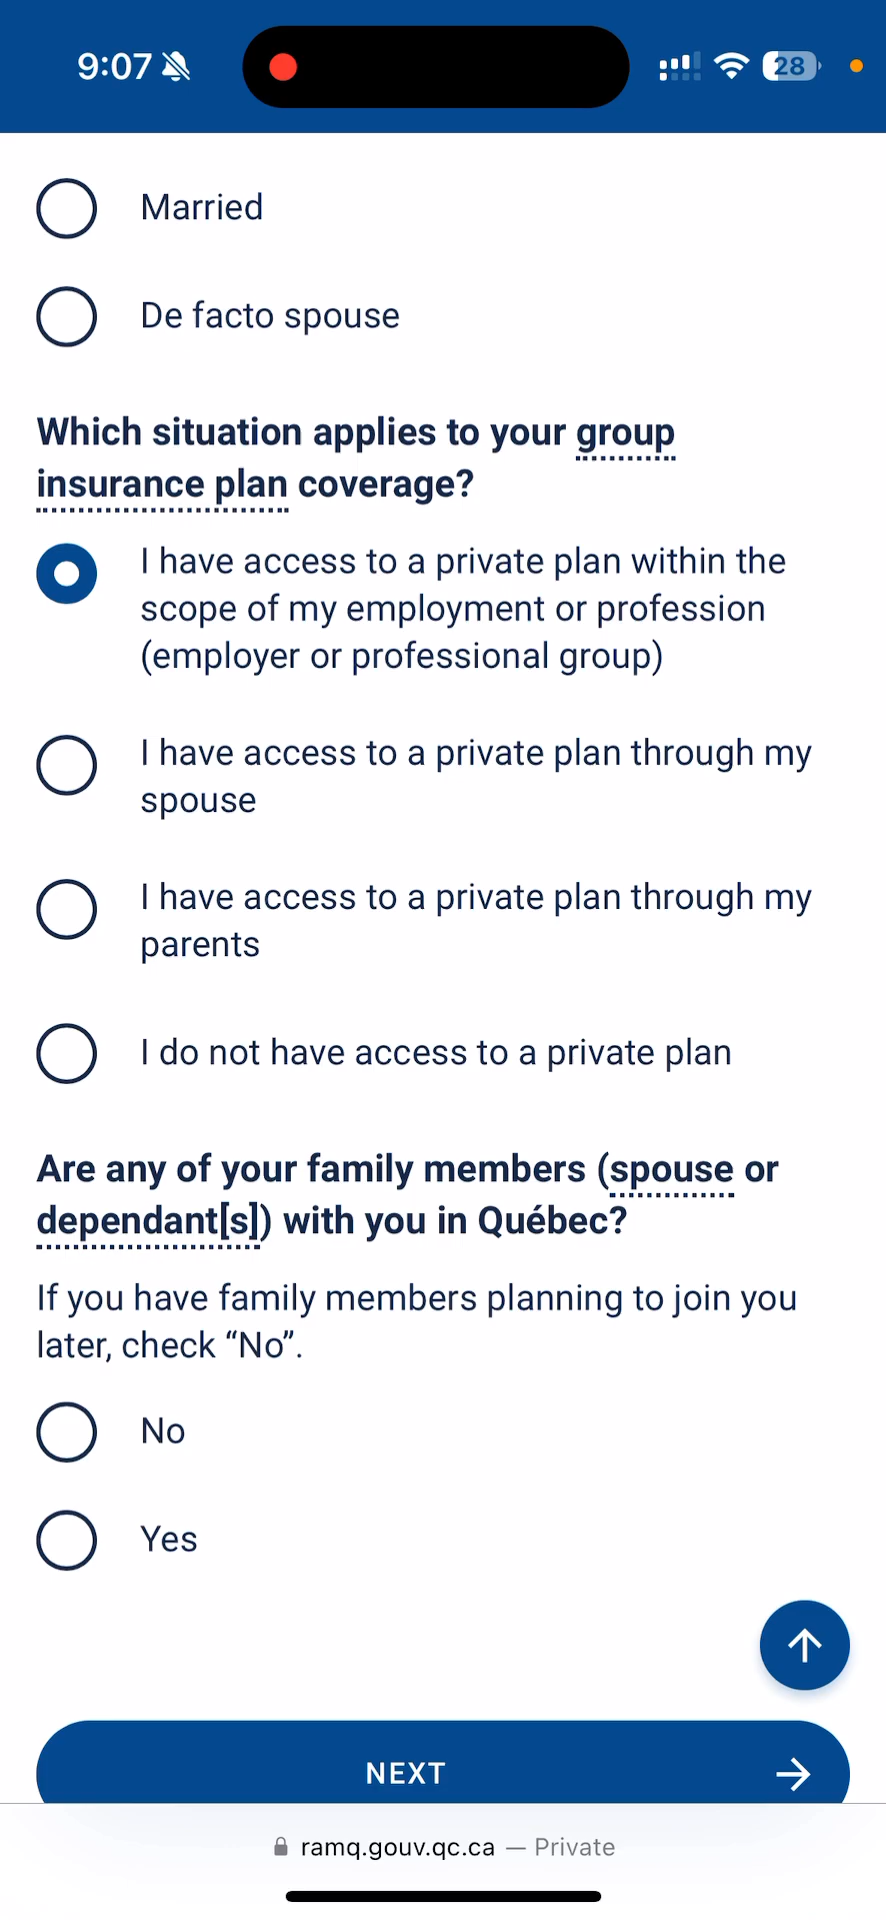 9:07
28
Married
De facto spouse
Which situation applies to your group
insurance plan coverage?
I have access to a private plan within the
scope of my employment or profession
(employer or professional group)
I have access to a private plan through my
spouse
I have access to a private plan through my
parents
I do not have access to a private plan
Are any of your family members (spouse or
dependant[s]) with you in Québec?
If you have family members planning to join you
later, check “No”.
No
Yes
NEXT
ramq.gouv.qc.ca — Private